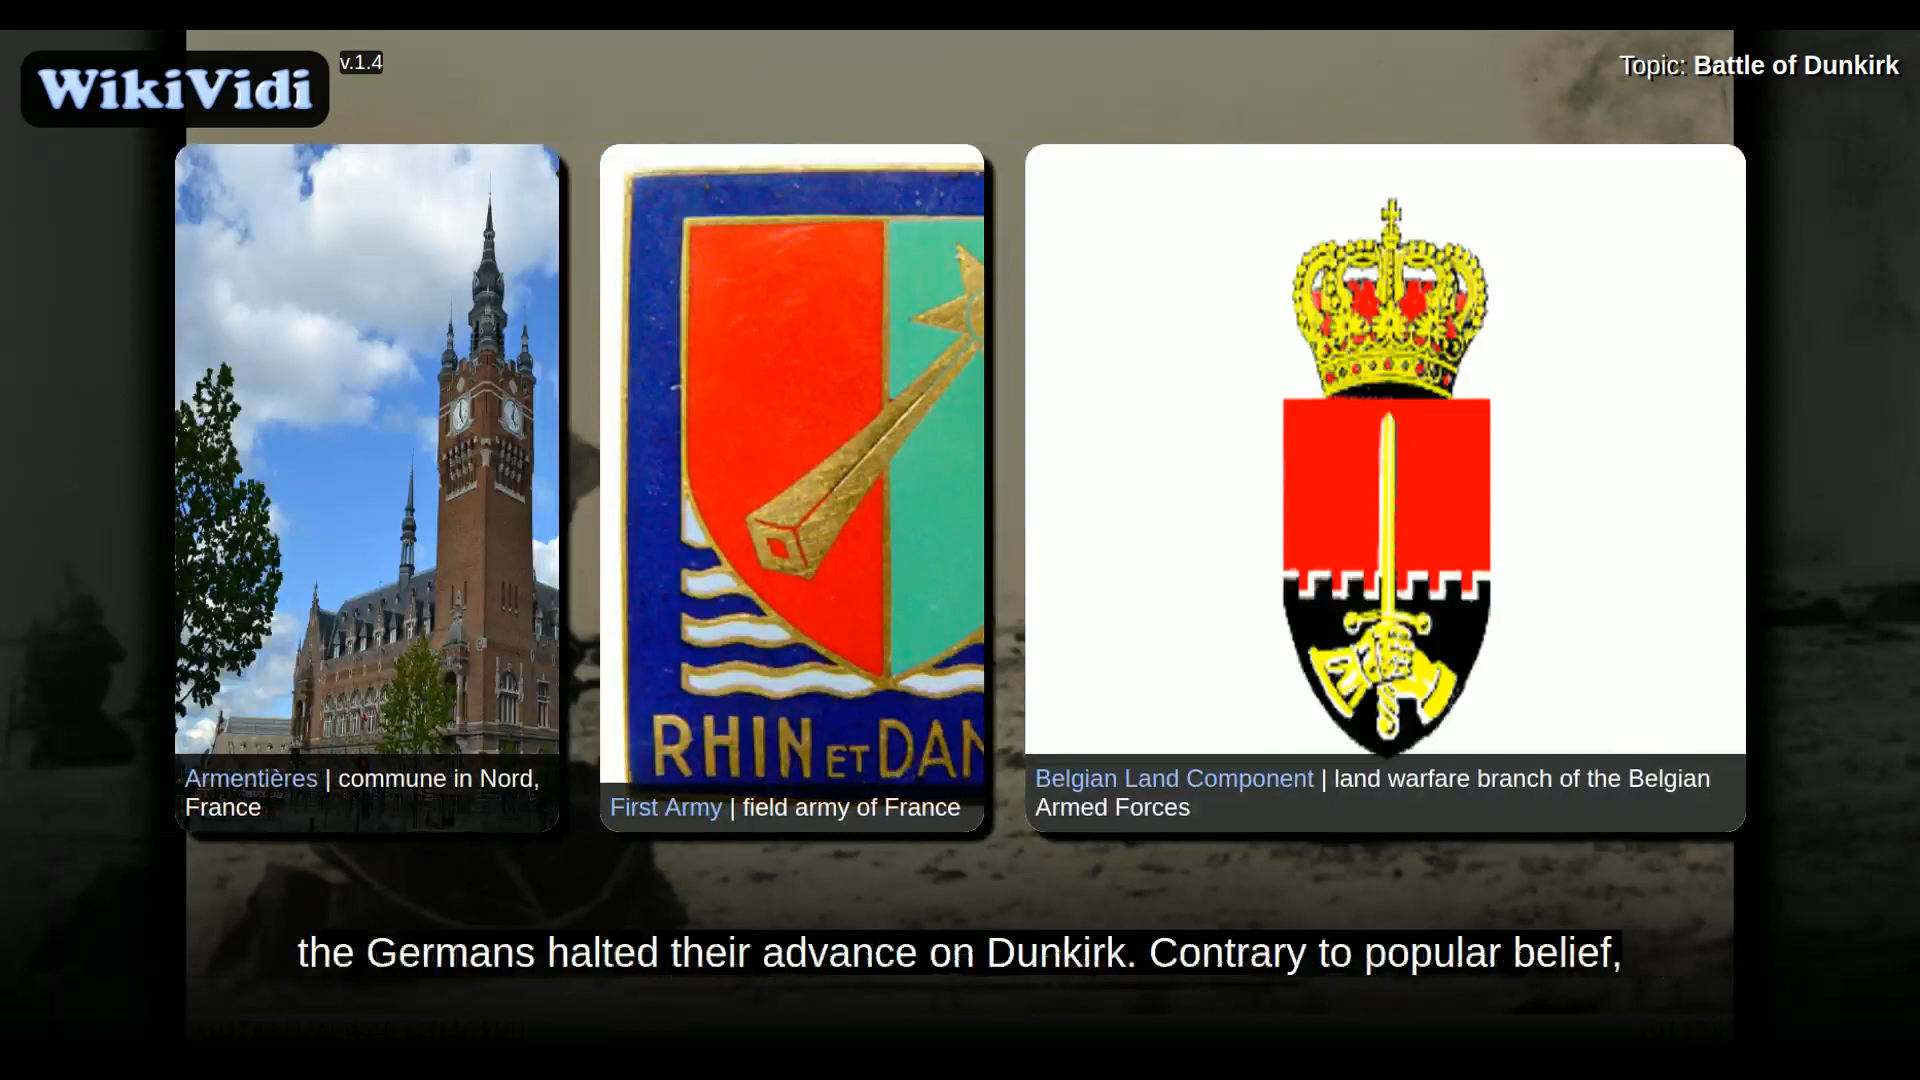 WikiVidi
v.1.4
Topic: Battle of Dunkirk
RHIN ET DAN
Armentières | commune in Nord,
France
First Army | field army of France
Belgian Land Component | land warfare branch of the Belgian
Armed Forces
the Germans halted their advance on Dunkirk. Contrary to popular belief,